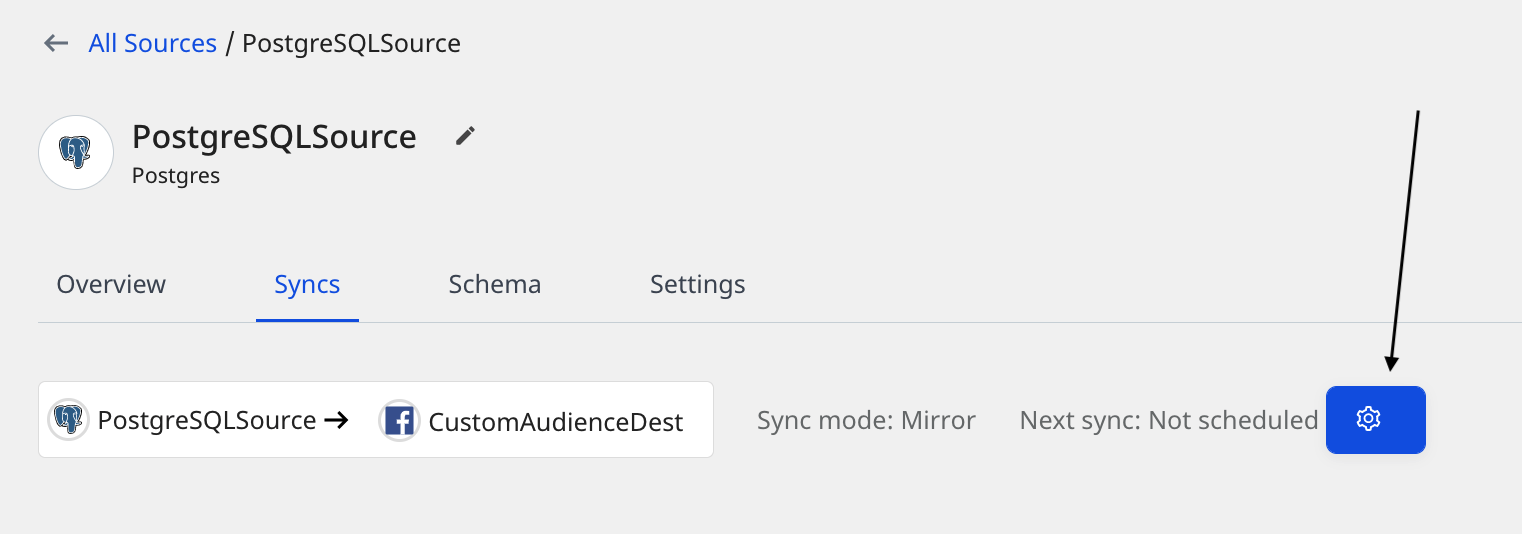 All Sources / PostgreSQLSource
PostgreSQLSource
Postgres
Overview Syncs Schema Settings
PostgreSQLSource CustomAudienceDest Sync mode: Mirror Next sync: Not scheduled